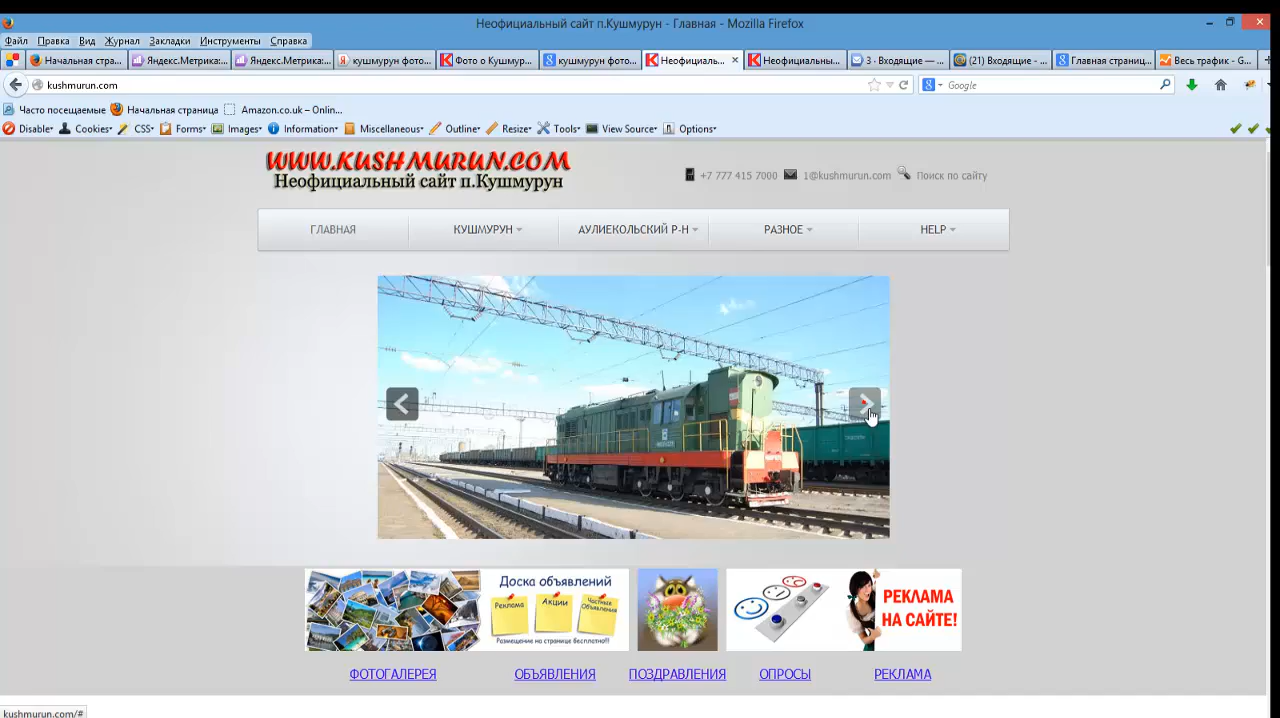 Неофициальный сайт п.Кушмурун - Главная - Mozilla Firefox
Файл Правка Вид Журнал Закладки Инструменты Справка
Начальная стра... Яндекс.Метрика:... Яндекс.Метрика:... кушмурун фото... Фото о Кушмур... кушмурун фото... Неофициаль... Неофициальны... 3 · Входящие — ... (21) Входящие - ... Главная страниц... Весь трафик - G...
kushmurun.com Google
Часто посещаемые Начальная страница Amazon.co.uk – Onlin...
Disable Cookies CSS Forms Images Information Miscellaneous Outline Resize Tools View Source Options
WWW.KUSHMURUN.COM
Неофициальный сайт п.Кушмурун
+7 777 415 7000 1@kushmurun.com Поиск по сайту
ГЛАВНАЯ КУШМУРУН АУЛИЕКОЛЬСКИЙ Р-Н РАЗНОЕ HELP
Доска объявлений
Реклама Акции Частные Объявления
Размещение на странице бесплатно!!!
РЕКЛАМА
НА САЙТЕ!
ФОТОГАЛЕРЕЯ ОБЪЯВЛЕНИЯ ПОЗДРАВЛЕНИЯ ОПРОСЫ РЕКЛАМА
kushmurun.com/#